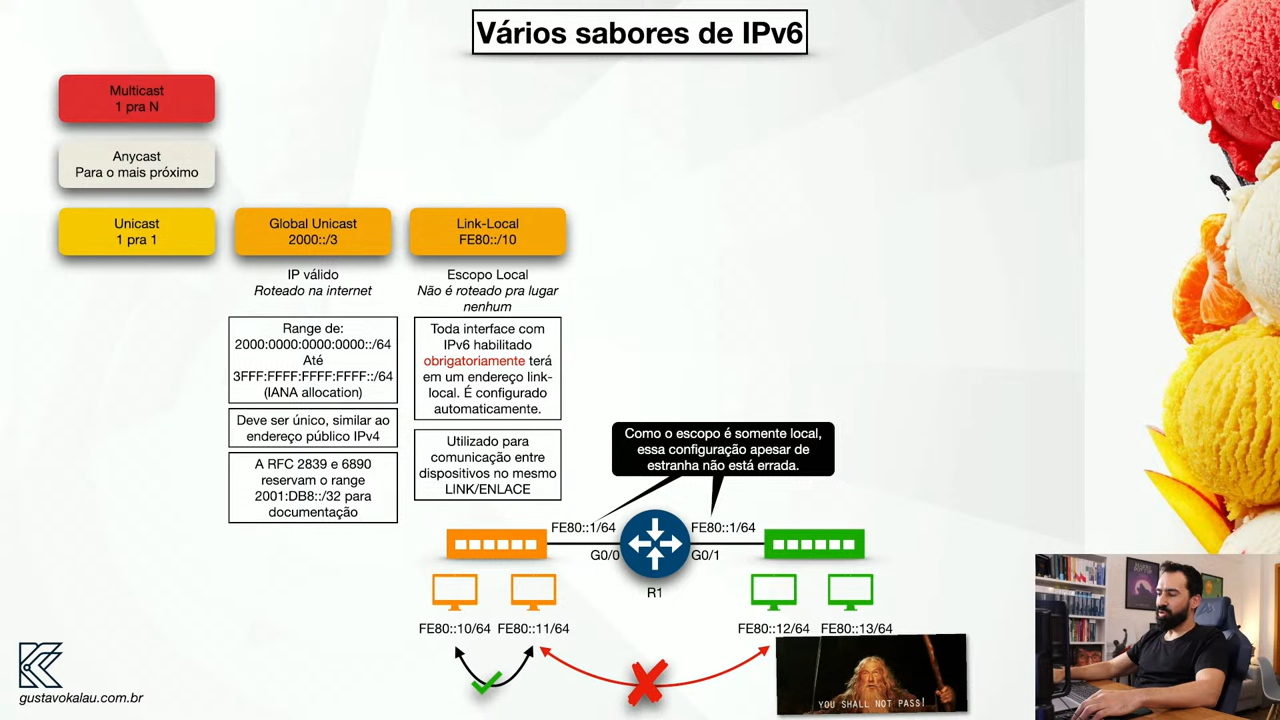 Vários sabores de IPv6
Multicast
1 pra N
Anycast
Para o mais próximo
Unicast
1 pra 1
Global Unicast
2000::/3
IP válido
Roteado na internet
Range de:
2000:0000:0000:0000::/64
Até
3FFF:FFFF:FFFF:FFFF::/64
(IANA allocation)
Deve ser único, similar ao
endereço público IPv4
A RFC 2839 e 6890
reservam o range
2001:DB8::/32 para
documentação
Link-Local
FE80::/10
Escopo Local
Não é roteado pra lugar
nenhum
Toda interface com
IPv6 habilitado
obrigatoriamente terá
em um endereço link-
local. É configurado
automaticamente.
Utilizado para
comunicação entre
dispositivos no mesmo
LINK/ENLACE
Como o escopo é somente local,
essa configuração apesar de
estranha não está errada.
FE80::1/64
FE80::1/64
G0/0
G0/1
R1
FE80::10/64
FE80::11/64
FE80::12/64
FE80::13/64
YOU SHALL NOT PASS!
gustavokalau.com.br